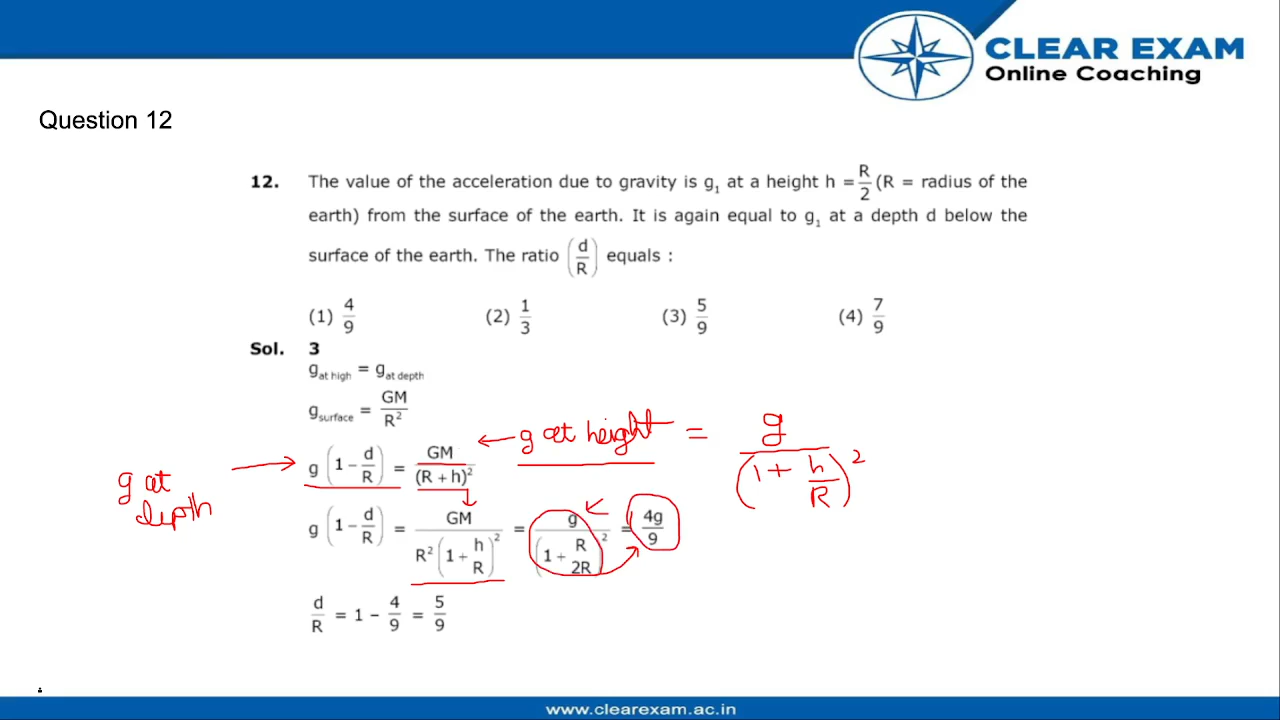 CLEAR EXAM
Online Coaching
Question 12
12. The value of the acceleration due to gravity is g₁ at a height h = R/2 (R = radius of the
earth) from the surface of the earth. It is again equal to g₁ at a depth d below the
surface of the earth. The ratio (d/R) equals :
(1) 4/9 (2) 1/3 (3) 5/9 (4) 7/9
Sol. 3
g at high = g at depth
g surface = GM/R²
g at depth → g(1 − d/R) = GM/(R + h)² ← g at height = g/(1 + h/R)²
g(1 − d/R) = GM/(R²(1 + h/R)²) = g/(1 + R/2R)² = 4g/9
d/R = 1 − 4/9 = 5/9
www.clearexam.ac.in